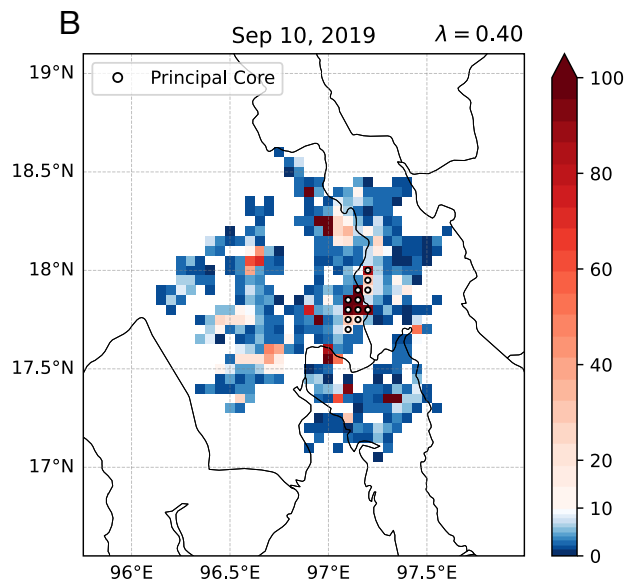 B
Sep 10, 2019 λ = 0.40
Principal Core
19°N
18.5°N
18°N
17.5°N
17°N
96°E 96.5°E 97°E 97.5°E
100
80
60
40
20
10
0